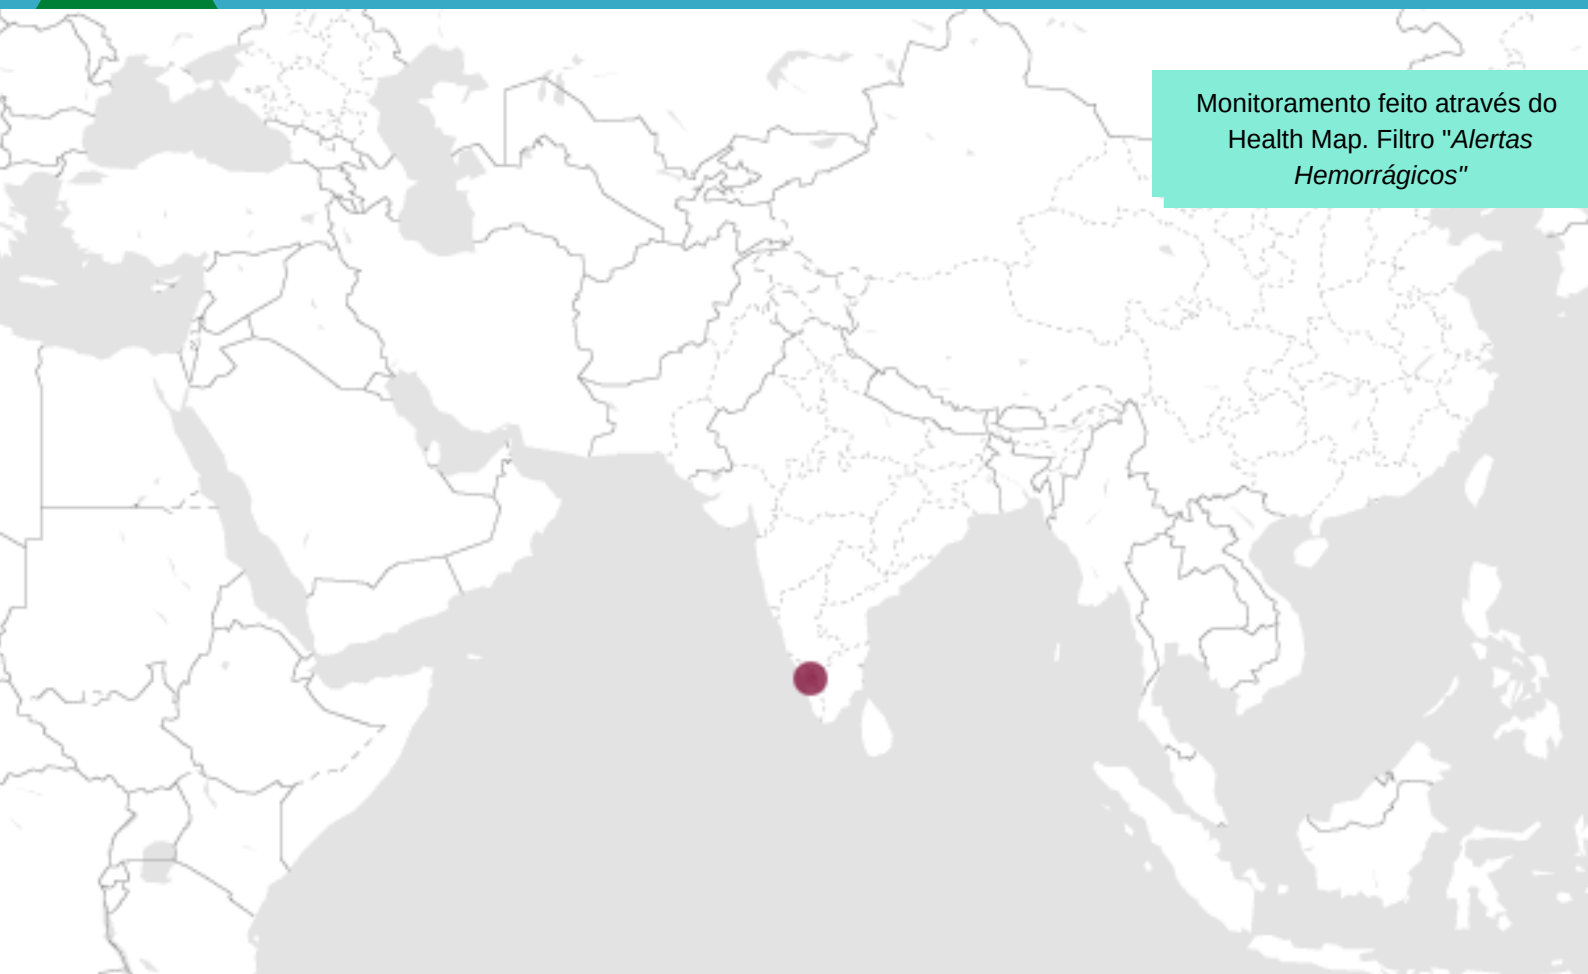 Monitoramento feito através do
Health Map. Filtro "Alertas
Hemorrágicos"